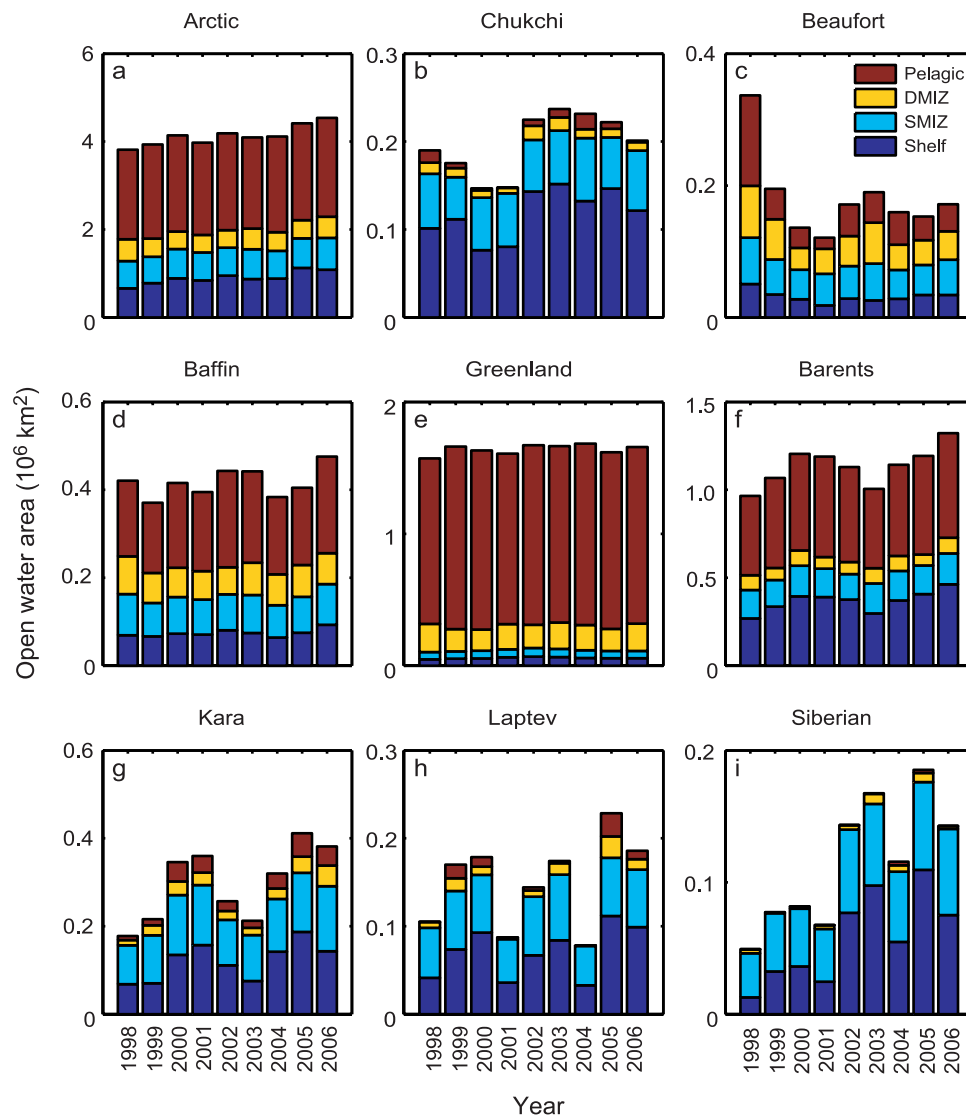 Arctic
Chukchi
Beaufort
6
4
2
0
a
0.3
0.2
0.1
0
b
0.4
0.2
0
c
Pelagic
DMIZ
SMIZ
Shelf
Baffin
Greenland
Barents
Open water area (10⁶ km²)
0.6
0.4
0.2
0
d
2
1
0
e
1.5
1.0
0.5
0
f
Kara
Laptev
Siberian
0.6
0.4
0.2
0
g
0.3
0.2
0.1
0
h
0.2
0.1
0
i
1998 1999 2000 2001 2002 2003 2004 2005 2006
1998 1999 2000 2001 2002 2003 2004 2005 2006
1998 1999 2000 2001 2002 2003 2004 2005 2006
Year